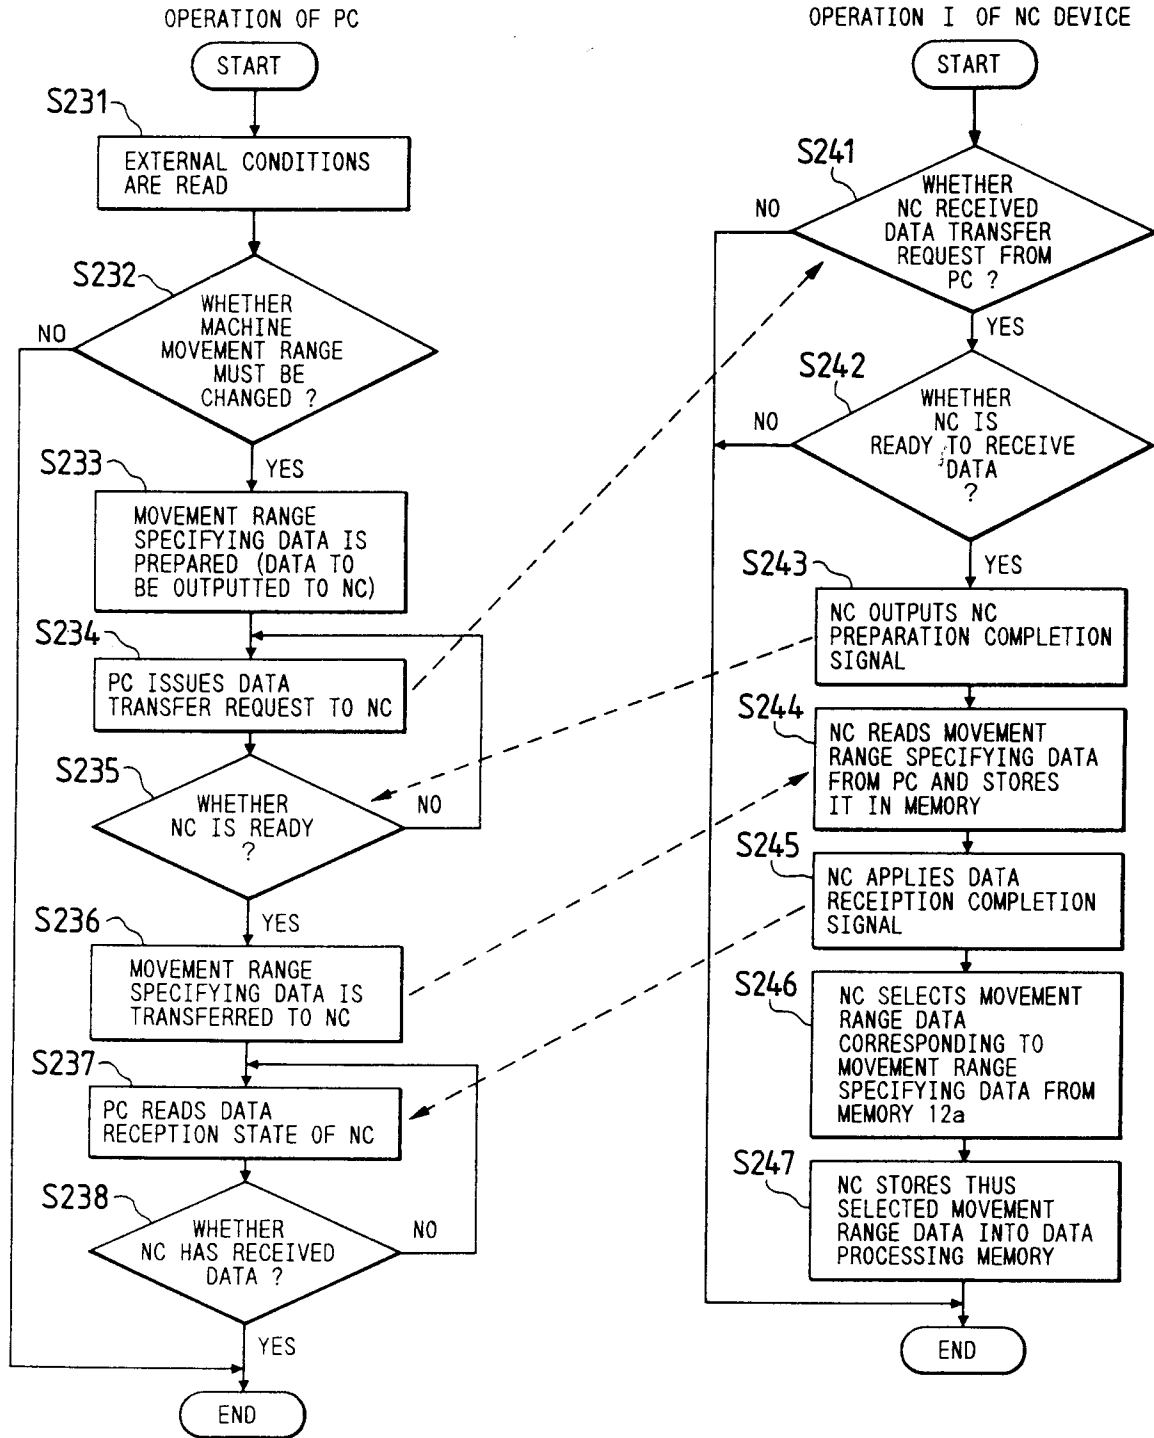 OPERATION OF PC
START
S231
EXTERNAL CONDITIONS
ARE READ
S232
WHETHER
MACHINE
MOVEMENT RANGE
MUST BE
CHANGED ?
NO
YES
S233
MOVEMENT RANGE
SPECIFYING DATA IS
PREPARED (DATA TO
BE OUTPUTTED TO NC)
S234
PC ISSUES DATA
TRANSFER REQUEST TO NC
S235
WHETHER
NC IS READY
?
NO
YES
S236
MOVEMENT RANGE
SPECIFYING DATA IS
TRANSFERRED TO NC
S237
PC READS DATA
RECEPTION STATE OF NC
S238
WHETHER
NC HAS RECEIVED
DATA ?
NO
YES
END
OPERATION I OF NC DEVICE
START
S241
WHETHER
NC RECEIVED
DATA TRANSFER
REQUEST FROM
PC ?
NO
YES
S242
WHETHER
NC IS
READY TO RECEIVE
DATA
?
NO
YES
S243
NC OUTPUTS NC
PREPARATION COMPLETION
SIGNAL
S244
NC READS MOVEMENT
RANGE SPECIFYING DATA
FROM PC AND STORES
IT IN MEMORY
S245
NC APPLIES DATA
RECEIPTION COMPLETION
SIGNAL
S246
NC SELECTS MOVEMENT
RANGE DATA
CORRESPONDING TO
MOVEMENT RANGE
SPECIFYING DATA FROM
MEMORY 12a
S247
NC STORES THUS
SELECTED MOVEMENT
RANGE DATA INTO DATA
PROCESSING MEMORY
END